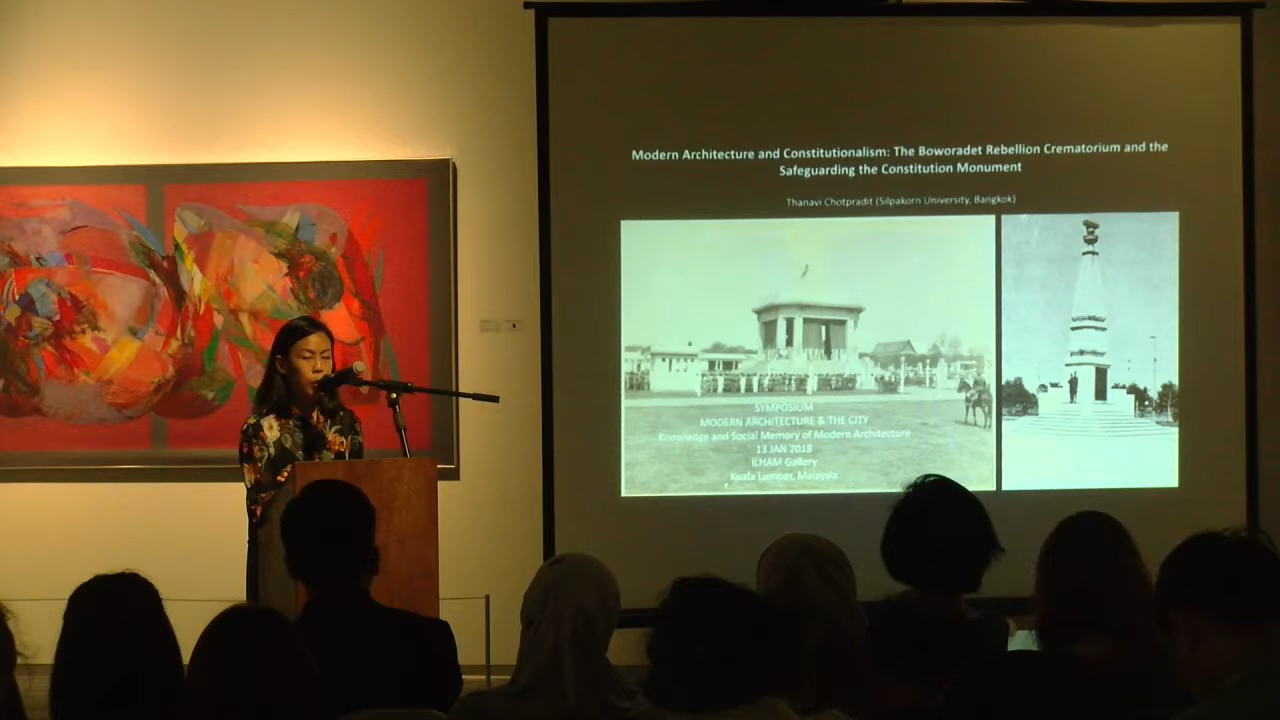 Modern Architecture and Constitutionalism: The Boworadet Rebellion Crematorium and the
Safeguarding the Constitution Monument
Thanavi Chotpradit (Silpakorn University, Bangkok)
SYMPOSIUM
MODERN ARCHITECTURE & THE CITY
Knowledge and Social Memory of Modern Architecture
13 JAN 2018
ILHAM Gallery
Kuala Lumper, Malaysia